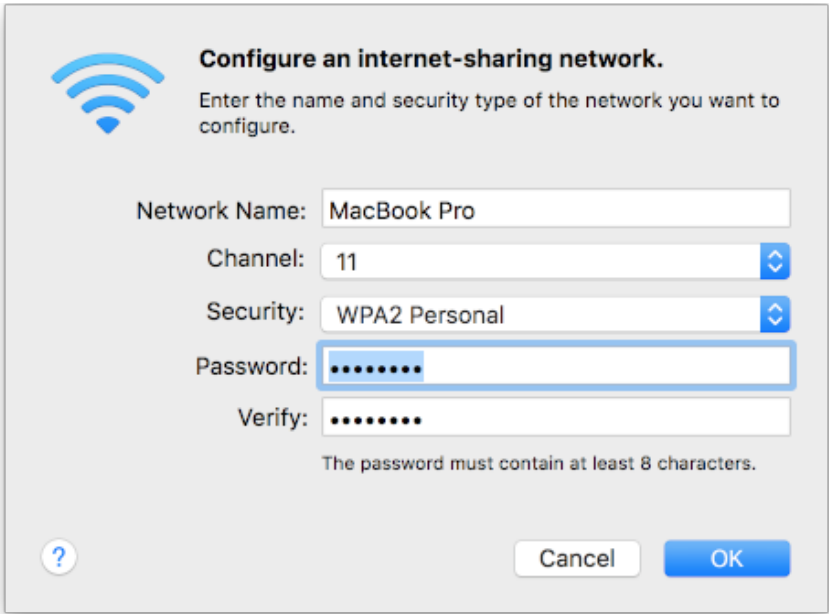 Configure an internet-sharing network.
Enter the name and security type of the network you want to
configure.
Network Name: MacBook Pro
Channel: 11
Security: WPA2 Personal
Password: ••••••••
Verify: ••••••••
The password must contain at least 8 characters.
? Cancel OK